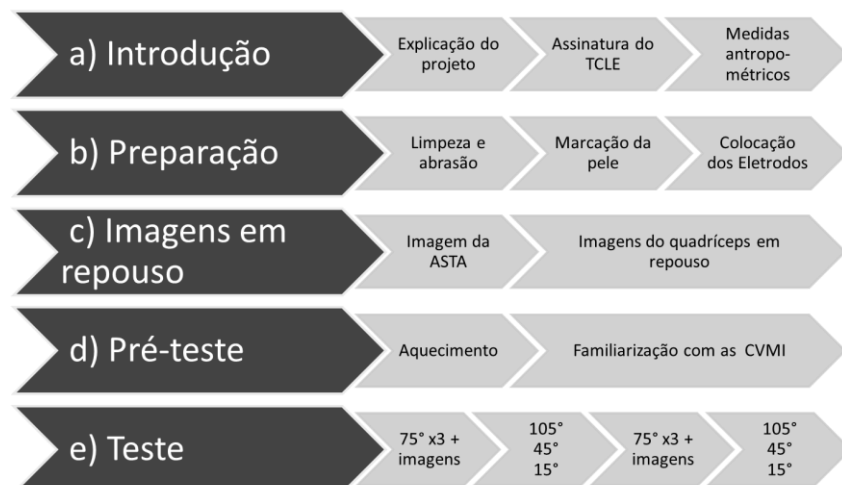 a) Introdução
Explicação do
projeto
Assinatura do
TCLE
Medidas
antropo-
métricos
b) Preparação
Limpeza e
abrasão
Marcação da
pele
Colocação
dos Eletrodos
c) Imagens em
repouso
Imagem da
ASTA
Imagens do quadríceps em
repouso
d) Pré-teste
Aquecimento
Familiarização com as CVMI
e) Teste
75° x3 +
imagens
105°
45°
15°
75° x3 +
imagens
105°
45°
15°